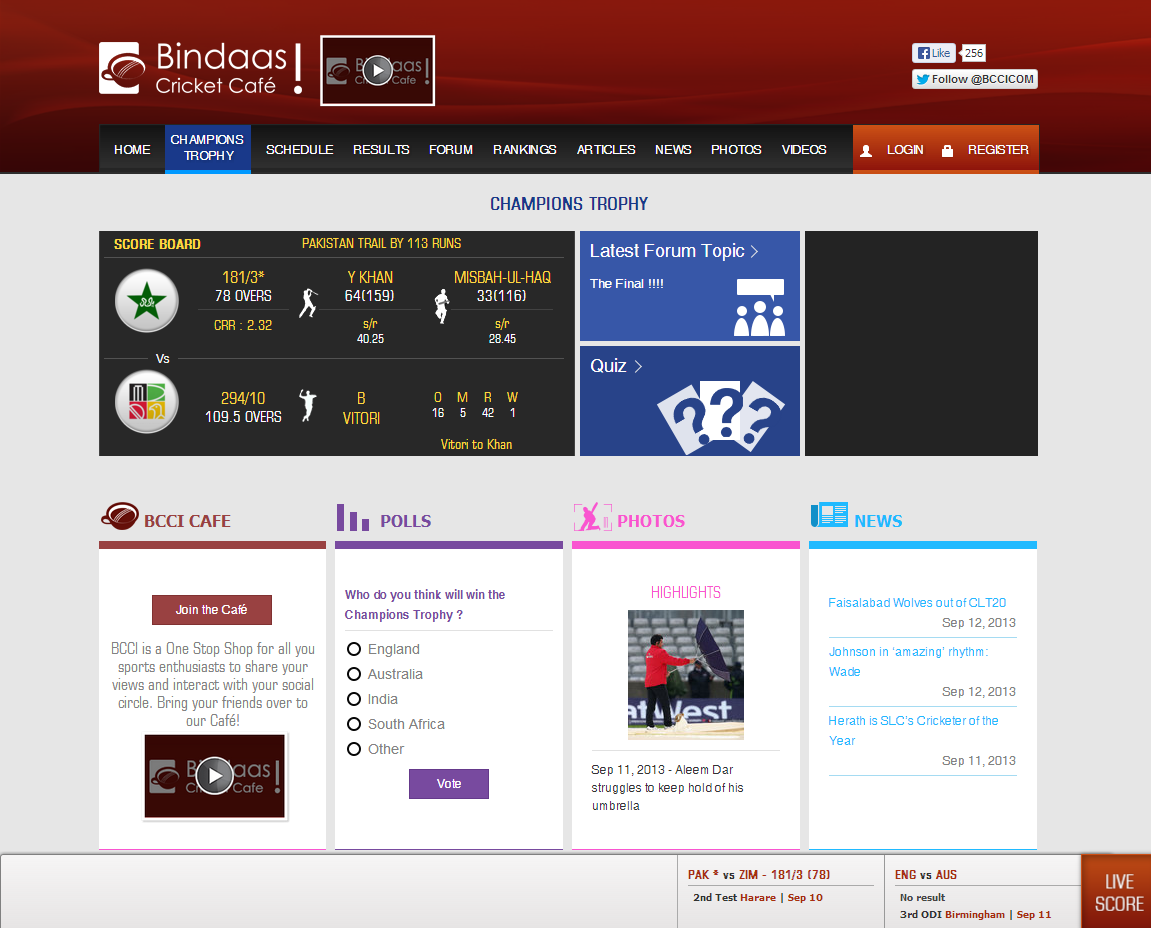 Bindaas!
Cricket Café
Like 256
Follow @BCCICOM
HOME
CHAMPIONS
TROPHY
SCHEDULE
RESULTS
FORUM
RANKINGS
ARTICLES
NEWS
PHOTOS
VIDEOS
LOGIN
REGISTER
CHAMPIONS TROPHY
SCORE BOARD
PAKISTAN TRAIL BY 113 RUNS
181/3*
78 OVERS
CRR : 2.32
Y KHAN
64(159)
s/r
40.25
MISBAH-UL-HAQ
33(116)
s/r
28.45
Vs
294/10
109.5 OVERS
B
VITORI
O M R W
16 5 42 1
Vitori to Khan
Latest Forum Topic >
The Final !!!!
Quiz >
? ? ?
BCCI CAFE
Join the Café
BCCI is a One Stop Shop for all you
sports enthusiasts to share your
views and interact with your social
circle. Bring your friends over to
our Café!
POLLS
Who do you think will win the
Champions Trophy ?
England
Australia
India
South Africa
Other
Vote
PHOTOS
HIGHLIGHTS
Sep 11, 2013 - Aleem Dar
struggles to keep hold of his
umbrella
NEWS
Faisalabad Wolves out of CLT20
Sep 12, 2013
Johnson in 'amazing' rhythm:
Wade
Sep 12, 2013
Herath is SLC's Cricketer of the
Year
Sep 11, 2013
PAK * vs ZIM - 181/3 (78)
2nd Test Harare | Sep 10
ENG vs AUS
No result
3rd ODI Birmingham | Sep 11
LIVE
SCORE